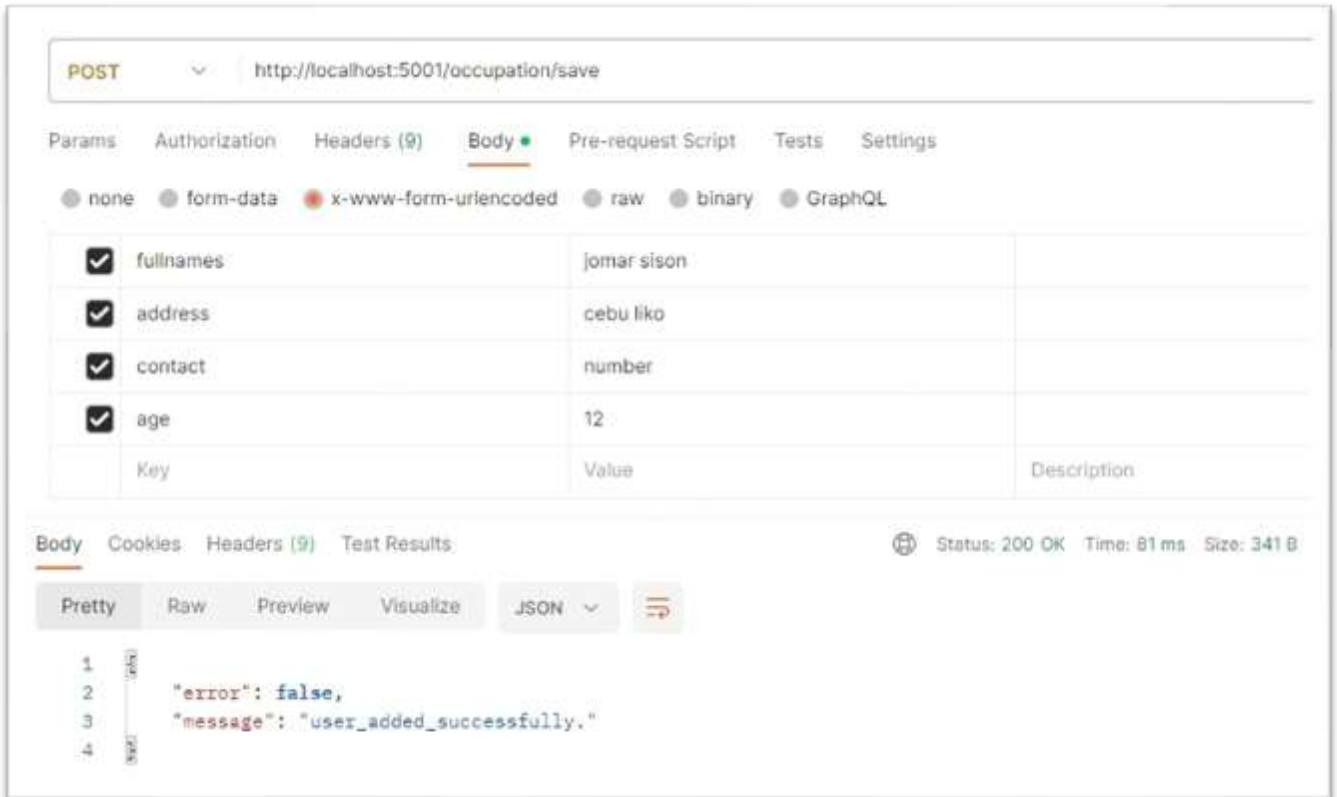 POST http://localhost:5001/occupation/save
Params Authorization Headers (9) Body Pre-request Script Tests Settings
none form-data x-www-form-urlencoded raw binary GraphQL
fullnames jomar sison
address cebu liko
contact number
age 12
Key Value Description
Body Cookies Headers (9) Test Results Status: 200 OK Time: 81 ms Size: 341 B
Pretty Raw Preview Visualize JSON
1 {
2 "error": false,
3 "message": "user_added_successfully."
4 }